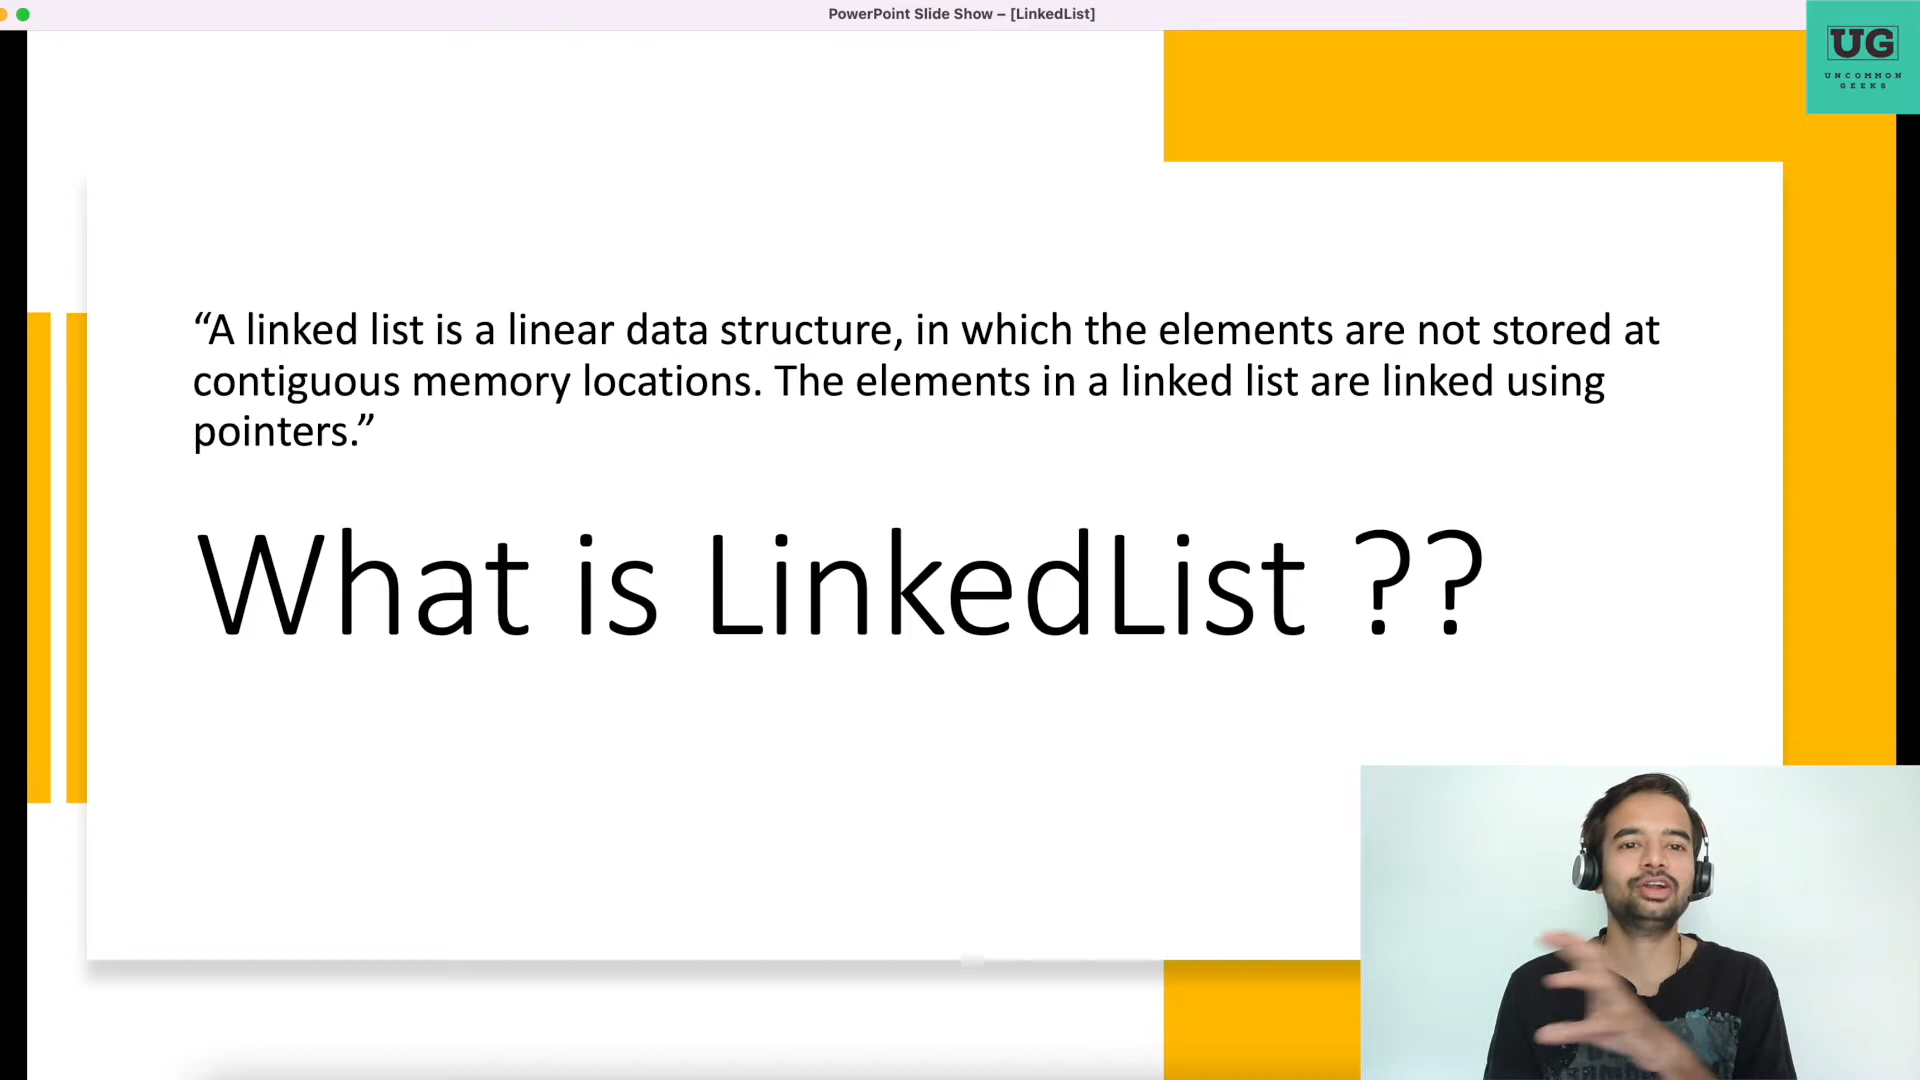 PowerPoint Slide Show – [LinkedList]
UG
UNCOMMON
GEEKS
“A linked list is a linear data structure, in which the elements are not stored at
contiguous memory locations. The elements in a linked list are linked using
pointers.”
What is LinkedList ??